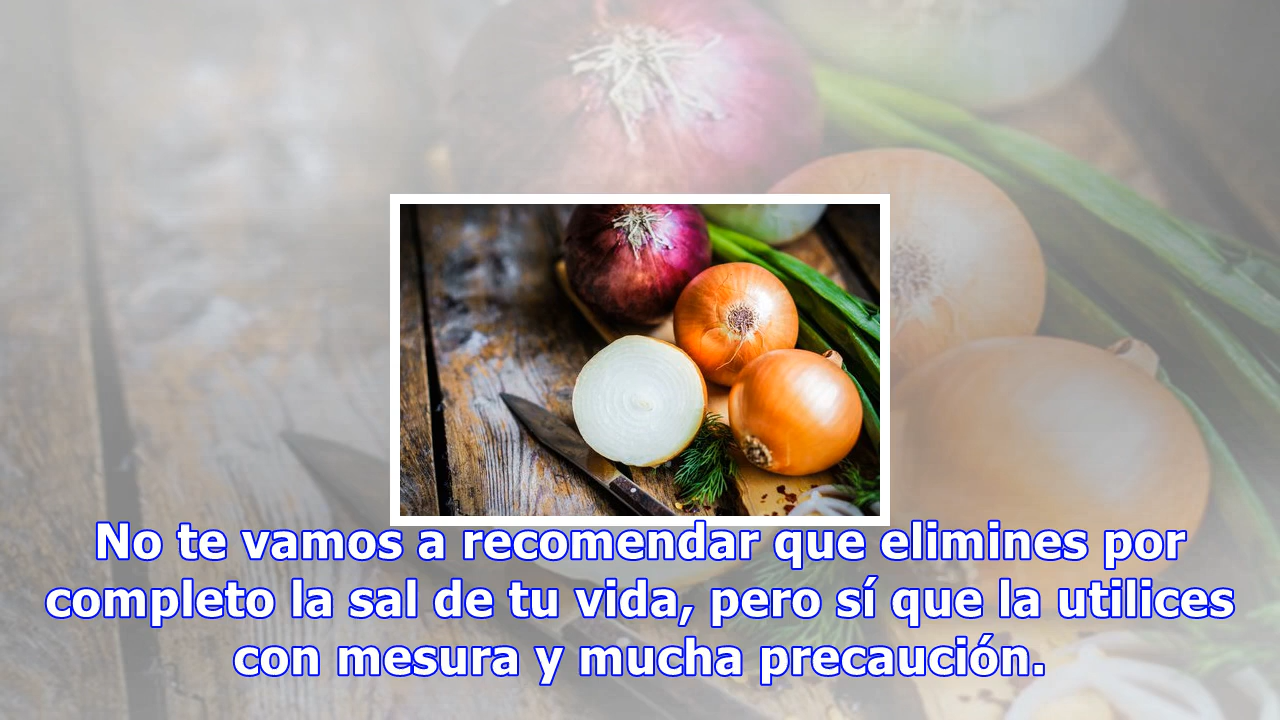 No te vamos a recomendar que elimines por
completo la sal de tu vida, pero sí que la utilices
con mesura y mucha precaución.